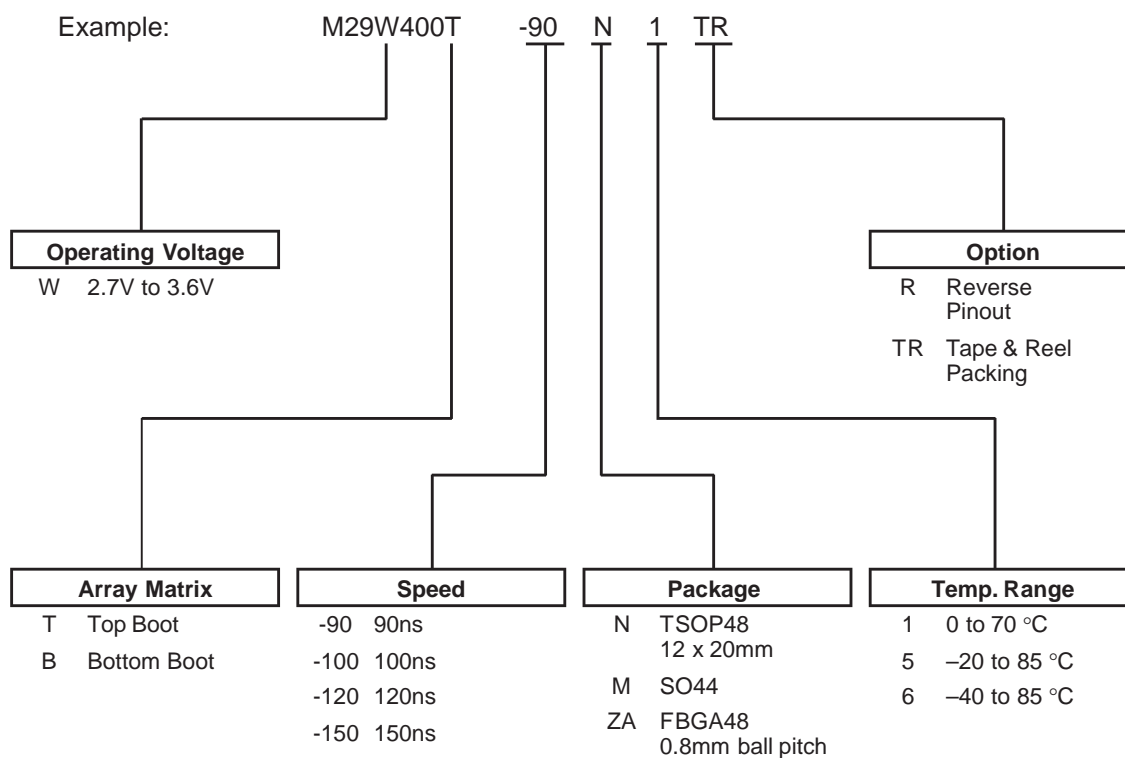 Example: M29W400T -90 N 1 TR
Operating Voltage
W 2.7V to 3.6V
Option
R Reverse
Pinout
TR Tape & Reel
Packing
Array Matrix
T Top Boot
B Bottom Boot
Speed
-90 90ns
-100 100ns
-120 120ns
-150 150ns
Package
N TSOP48
12 x 20mm
M SO44
ZA FBGA48
0.8mm ball pitch
Temp. Range
1 0 to 70 °C
5 –20 to 85 °C
6 –40 to 85 °C